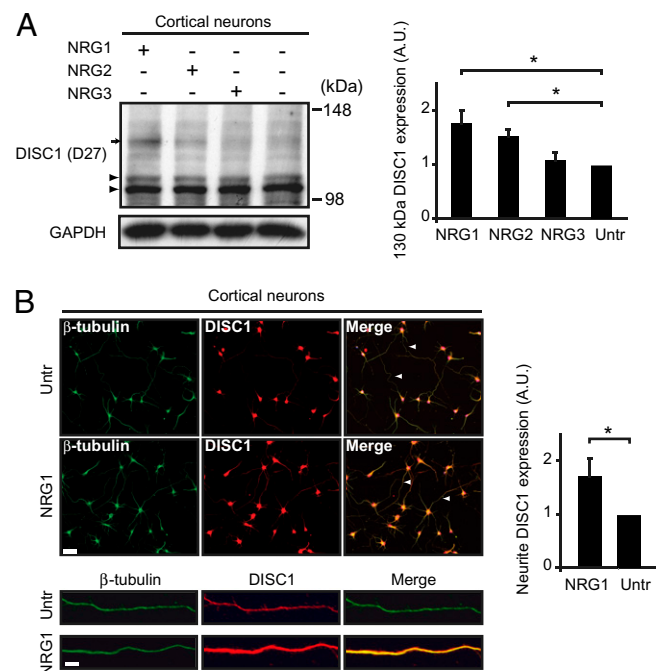 A
Cortical neurons
NRG1 + - - -
NRG2 - + - -
NRG3 - - + -
(kDa)
148
DISC1 (D27)
98
GAPDH
130 kDa DISC1 expression (A.U.)
* 
*
2
1
0
NRG1 NRG2 NRG3 Untr
B
Cortical neurons
Untr
β-tubulin DISC1 Merge
NRG1
β-tubulin DISC1 Merge
β-tubulin DISC1 Merge
Untr
NRG1
Neurite DISC1 expression (A.U.)
*
2
1
0
NRG1 Untr